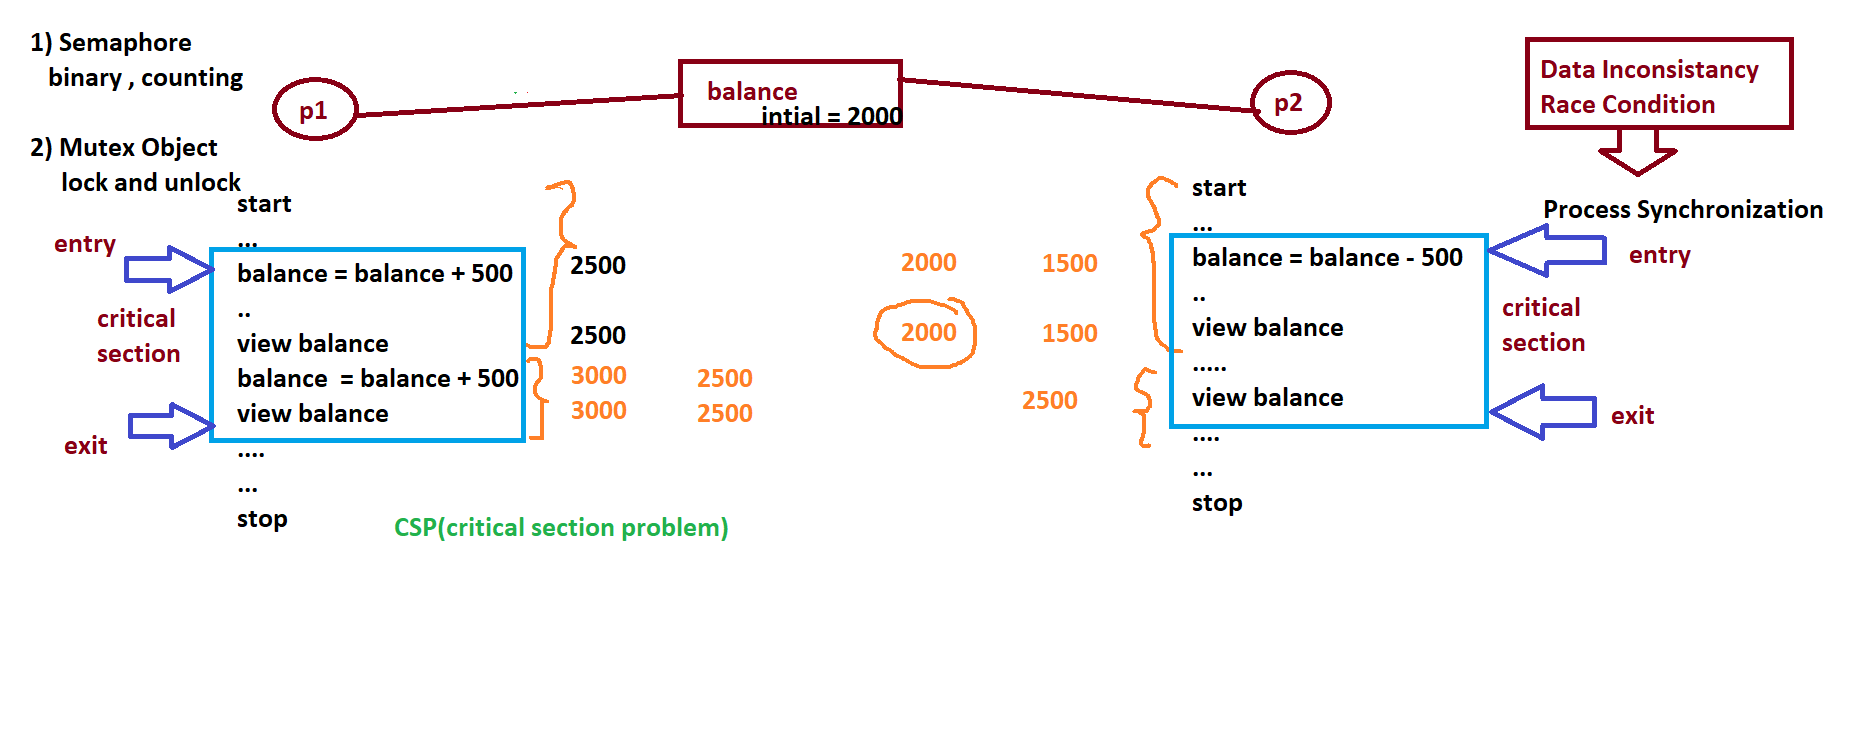 1) Semaphore
binary , counting
2) Mutex Object
lock and unlock
p1
balance
intial = 2000
p2
Data Inconsistancy
Race Condition
Process Synchronization
start
...
entry
balance = balance + 500
2500
..
critical
section
view balance
2500
balance  = balance + 500
3000
2500
view balance
3000
2500
exit
....
...
stop
CSP(critical section problem)
start
...
2000
1500
balance = balance - 500
entry
..
2000
1500
view balance
critical
section
.....
2500
view balance
exit
....
...
stop